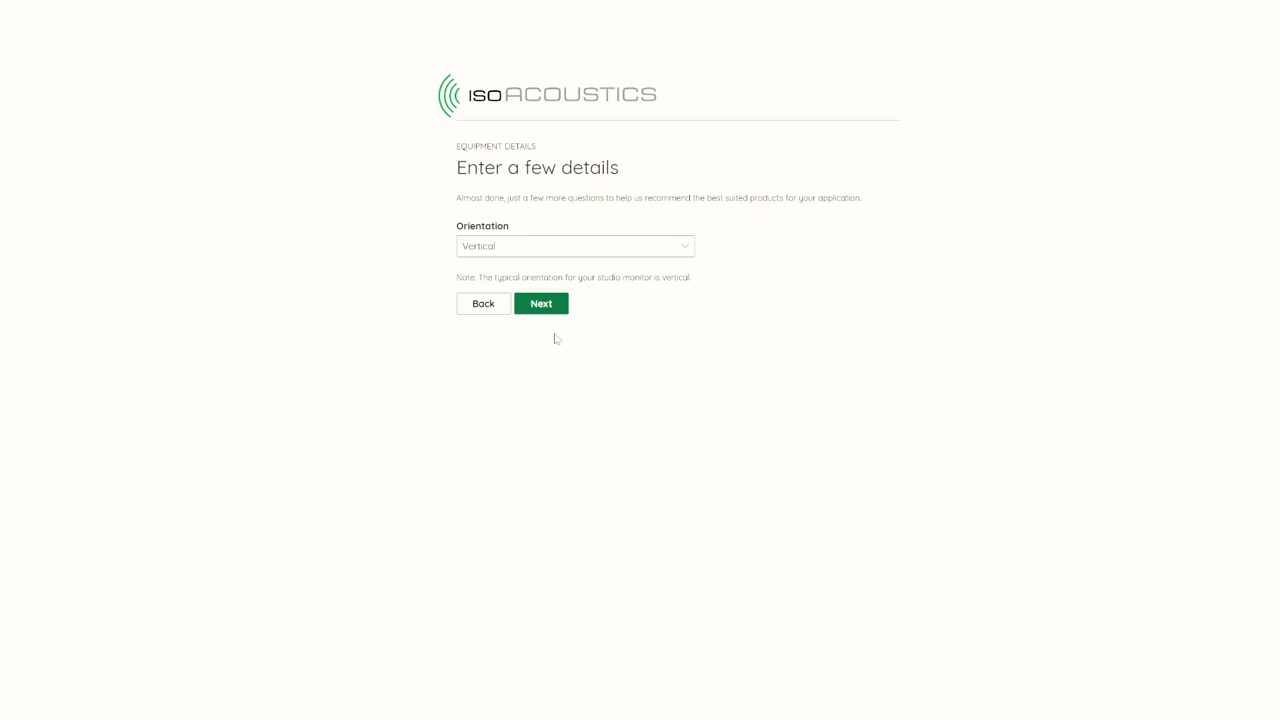 ISOACOUSTICS
EQUIPMENT DETAILS
Enter a few details
Almost done, just a few more questions to help us recommend the best suited products for your application.
Orientation
Vertical
Note: The typical orientation for your studio monitor is vertical.
Back Next